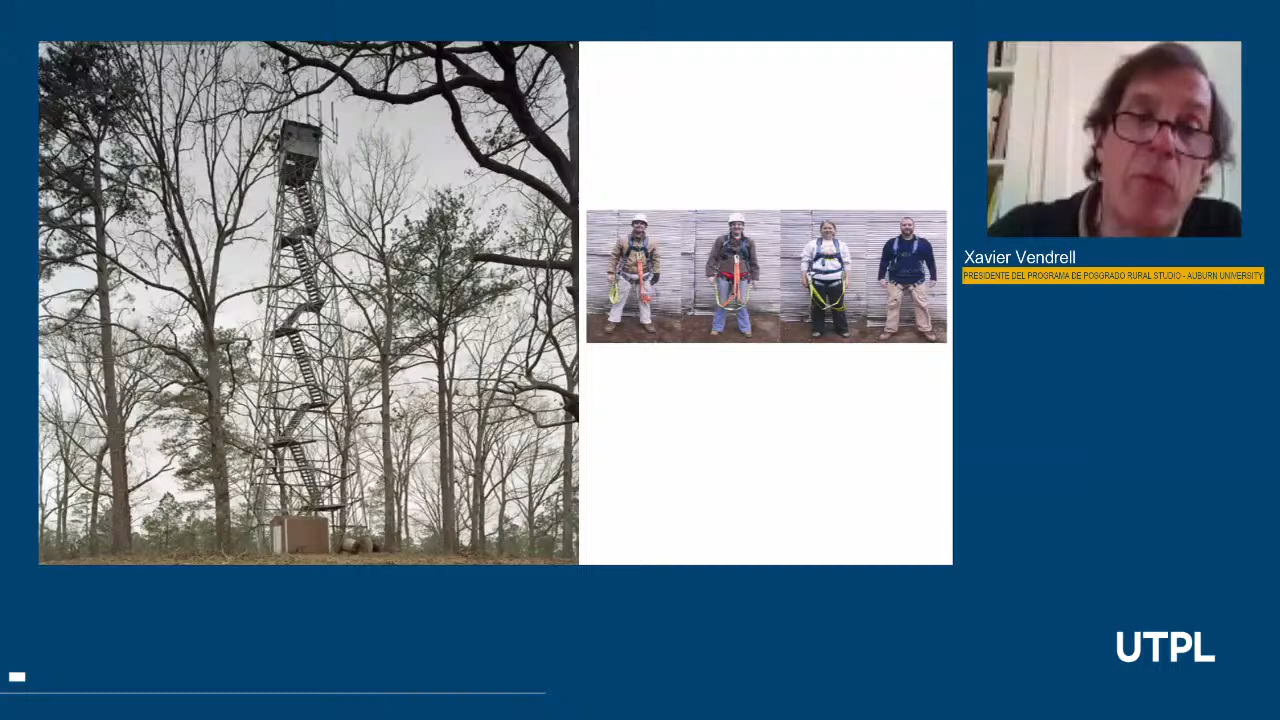 Xavier Vendrell
PRESIDENTE DEL PROGRAMA DE POSGRADO RURAL STUDIO - AUBURN UNIVERSITY
UTPL